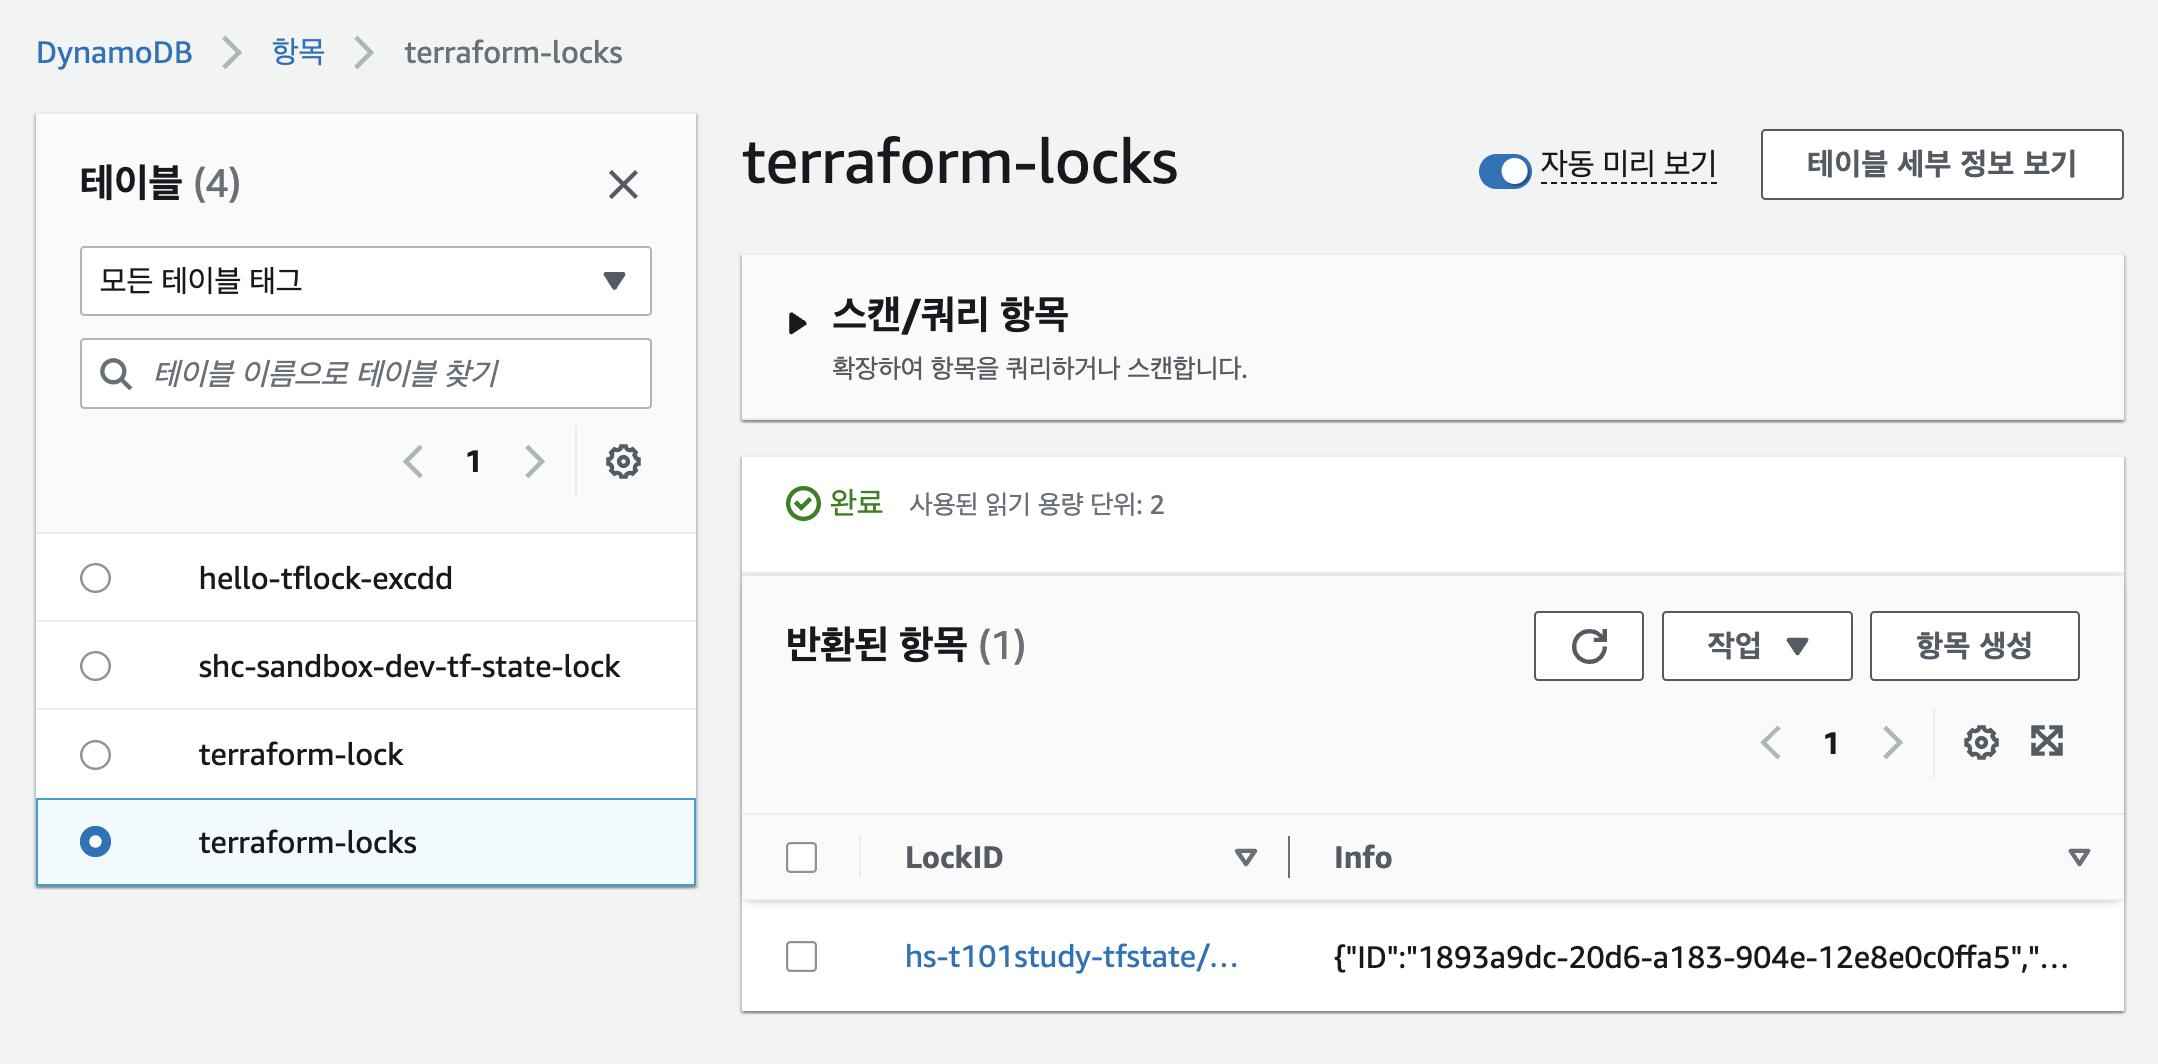 DynamoDB > 항목 > terraform-locks
테이블 (4)
모든 테이블 태그
테이블 이름으로 테이블 찾기
1
hello-tflock-excdd
shc-sandbox-dev-tf-state-lock
terraform-lock
terraform-locks
terraform-locks
자동 미리 보기
테이블 세부 정보 보기
스캔/쿼리 항목
확장하여 항목을 쿼리하거나 스캔합니다.
완료 사용된 읽기 용량 단위: 2
반환된 항목 (1)
작업
항목 생성
1
LockID Info
hs-t101study-tfstate/... {"ID":"1893a9dc-20d6-a183-904e-12e8e0c0ffa5","...